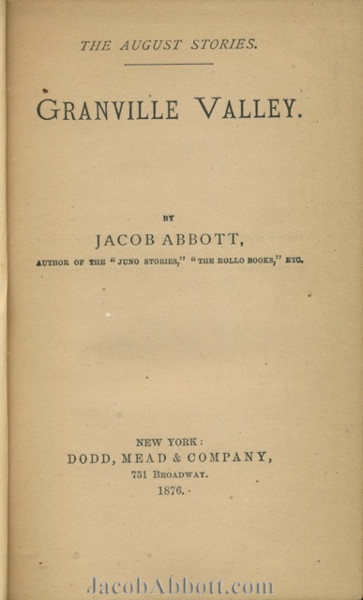 THE AUGUST STORIES.
GRANVILLE VALLEY.
BY
JACOB ABBOTT,
AUTHOR OF THE "JUNO STORIES," "THE ROLLO BOOKS," ETC.
NEW YORK:
DODD, MEAD & COMPANY,
751 BROADWAY.
1876.
JacobAbbott.com